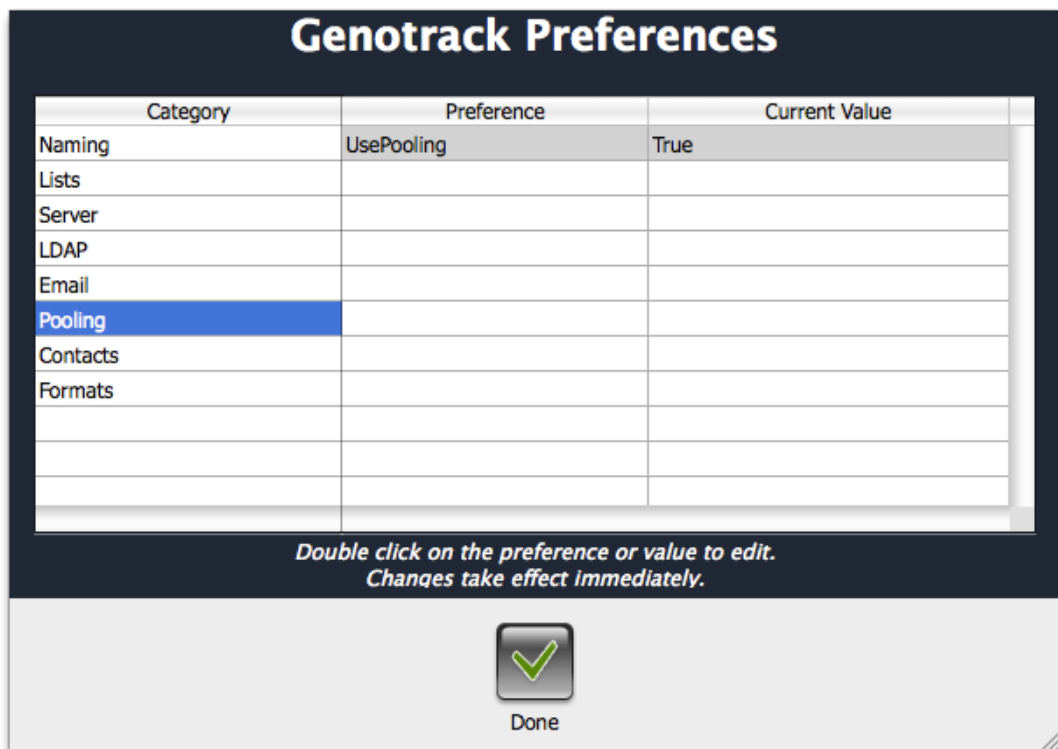 Genotrack Preferences
Category Preference Current Value
Naming UsePooling True
Lists
Server
LDAP
Email
Pooling
Contacts
Formats
Double click on the preference or value to edit.
Changes take effect immediately.
Done